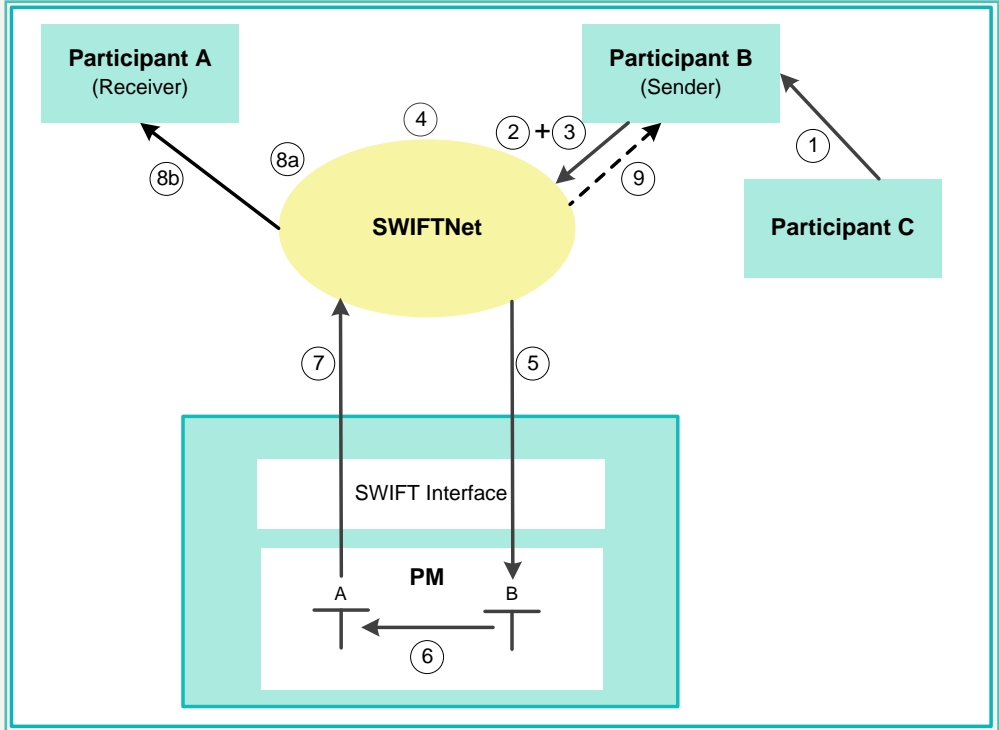 Participant A
(Receiver)
Participant B
(Sender)
4
2 + 3
1
8a
8b
9
SWIFTNet
Participant C
7
5
SWIFT Interface
PM
A
B
6